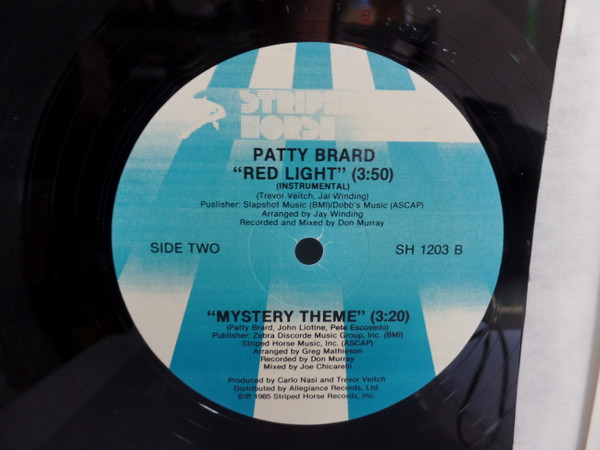 STRIPED
HORSE
PATTY BRARD
"RED LIGHT" (3:50)
(INSTRUMENTAL)
(Trevor Veitch, Jai Winding)
Puslisher: Slapshot Music (BMI)/Dobb's Music (ASCAP)
Arranged by Jay Winding
Recorded and Mixed by Don Murray
SIDE TWO
SH 1203 B
"MYSTERY THEME" (3:20)
(Patty Brard, John Liotine, Pete Escovedo)
Publisher: Zebra Discorde Music Group, Inc. (BMI)
Striped Horse Music, Inc. (ASCAP)
Arranged by Greg Mathieson
Recorded by Don Murray
Mixed by Joe Chicarelli
Produced by Carlo Nasi and Trevor Veitch
Distributed by Allegiance Records, Ltd.
©℗ 1985 Striped Horse Records, Inc.